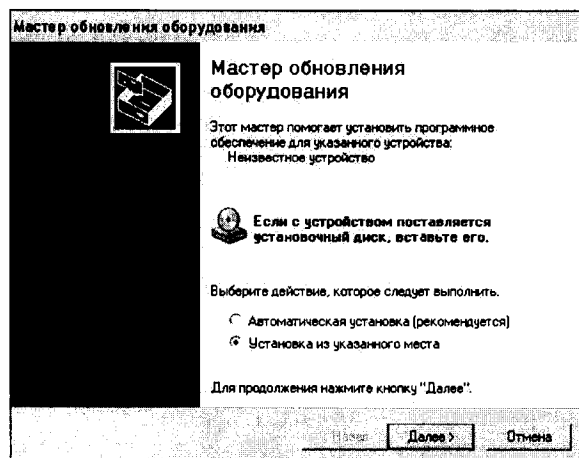 Мастер обновления оборудования
Мастер обновления
оборудования
Этот мастер помогает установить программное
обеспечение для указанного устройства:
Неизвестное устройство
Если с устройством поставляется
установочный диск, вставьте его.
Выберите действие, которое следует выполнить.
Автоматическая установка (рекомендуется)
Установка из указанного места
Для продолжения нажмите кнопку "Далее".
< Назад
Далее >
Отмена